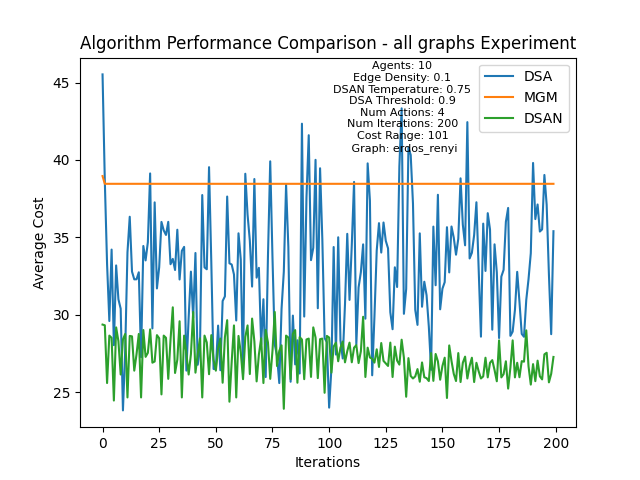 Algorithm Performance Comparison - all graphs Experiment
Agents: 10
Edge Density: 0.1
DSAN Temperature: 0.75
DSA Threshold: 0.9
Num Actions: 4
Num Iterations: 200
Cost Range: 101
Graph: erdos_renyi
DSA
MGM
DSAN
Average Cost
45
40
35
30
25
0
25
50
75
100
125
150
175
200
Iterations